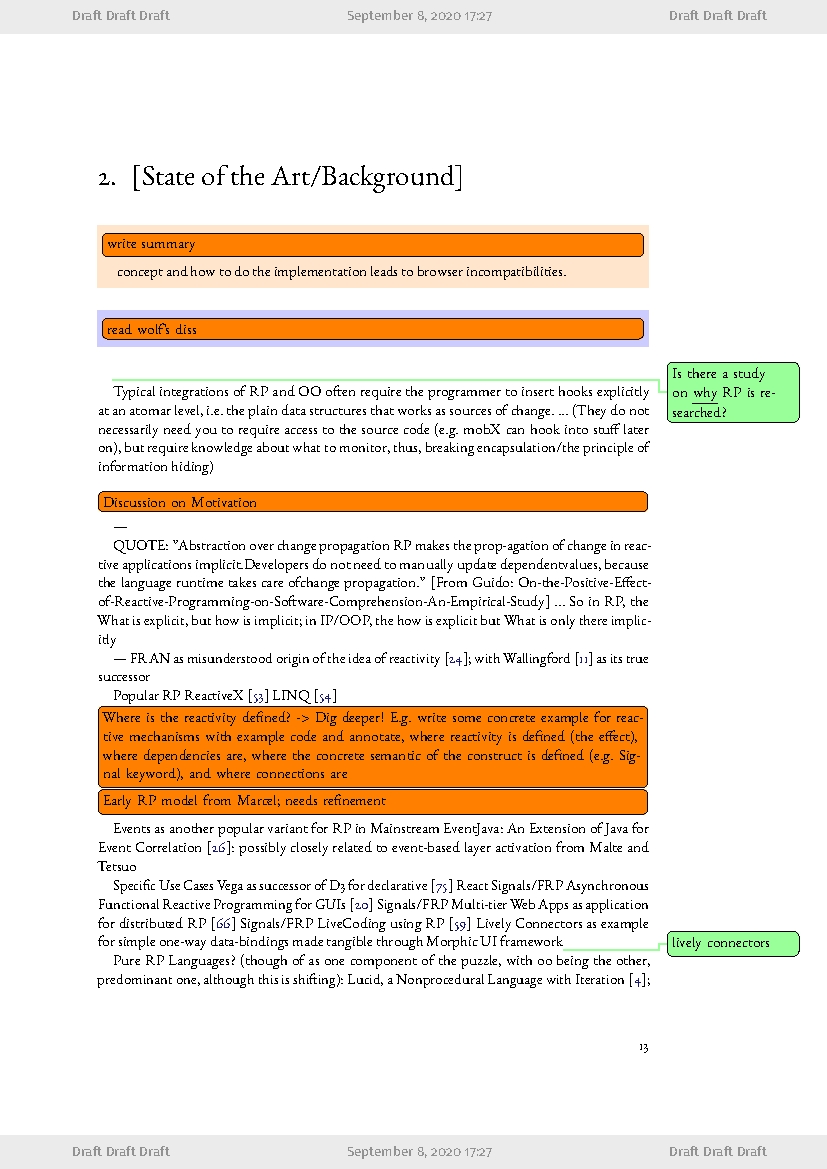 Draft Draft Draft September 8, 2020 17:27 Draft Draft Draft
2. [State of the Art/Background]
write summary
concept and how to do the implementation leads to browser incompatibilities.
read wolf's diss
Is there a study
on why RP is re-
searched?
Typical integrations of RP and OO often require the programmer to insert hooks explicitly
at an atomar level, i.e. the plain data structures that works as sources of change. ... (They do not
necessarily need you to require access to the source code (e.g. mobX can hook into stuff later
on), but require knowledge about what to monitor, thus, breaking encapsulation/the principle of
information hiding)
Discussion on Motivation
—
QUOTE: ”Abstraction over change propagation RP makes the prop-agation of change in reac-
tive applications implicit.Developers do not need to manually update dependentvalues, because
the language runtime takes care ofchange propagation.” [From Guido: On-the-Positive-Effect-
of-Reactive-Programming-on-Software-Comprehension-An-Empirical-Study] ... So in RP, the
What is explicit, but how is implicit; in IP/OOP, the how is explicit but What is only there implic-
itly
— FRAN as misunderstood origin of the idea of reactivity [24]; with Wallingford [11] as its true
successor
Popular RP ReactiveX [53] LINQ [54]
Where is the reactivity defined? -> Dig deeper! E.g. write some concrete example for reac-
tive mechanisms with example code and annotate, where reactivity is defined (the effect),
where dependencies are, where the concrete semantic of the construct is defined (e.g. Sig-
nal keyword), and where connections are
Early RP model from Marcel; needs refinement
Events as another popular variant for RP in Mainstream EventJava: An Extension of Java for
Event Correlation [26]: possibly closely related to event-based layer activation from Malte and
Tetsuo
Specific Use Cases Vega as successor of D3 for declarative [75] React Signals/FRP Asynchronous
Functional Reactive Programming for GUIs [20] Signals/FRP Multi-tier Web Apps as application
for distributed RP [66] Signals/FRP LiveCoding using RP [59] Lively Connectors as example
for simple one-way data-bindings made tangible through Morphic UI framework
lively connectors
Pure RP Languages? (though of as one component of the puzzle, with oo being the other,
predominant one, although this is shifting): Lucid, a Nonprocedural Language with Iteration [4];
13
Draft Draft Draft September 8, 2020 17:27 Draft Draft Draft